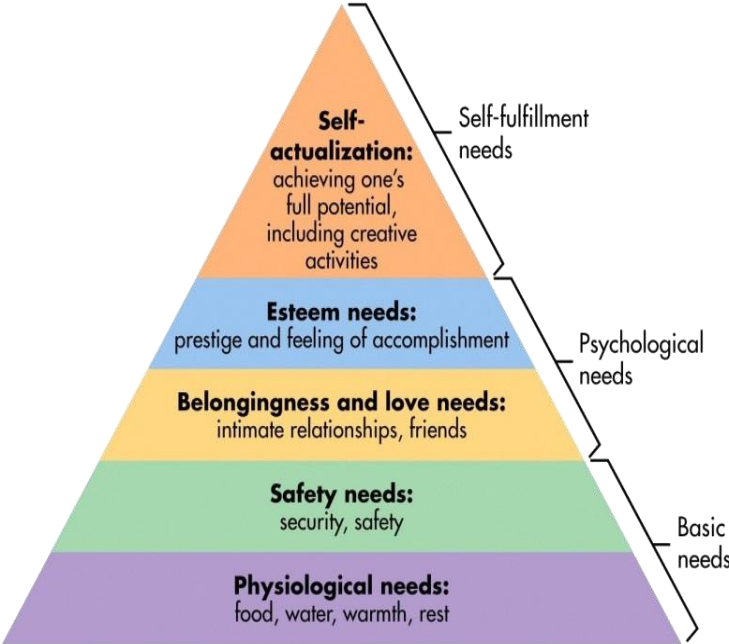 Self-
actualization:
achieving one's
full potential,
including creative
activities
Self-fulfillment
needs
Esteem needs:
prestige and feeling of accomplishment
Psychological
needs
Belongingness and love needs:
intimate relationships, friends
Safety needs:
security, safety
Basic
needs
Physiological needs:
food, water, warmth, rest